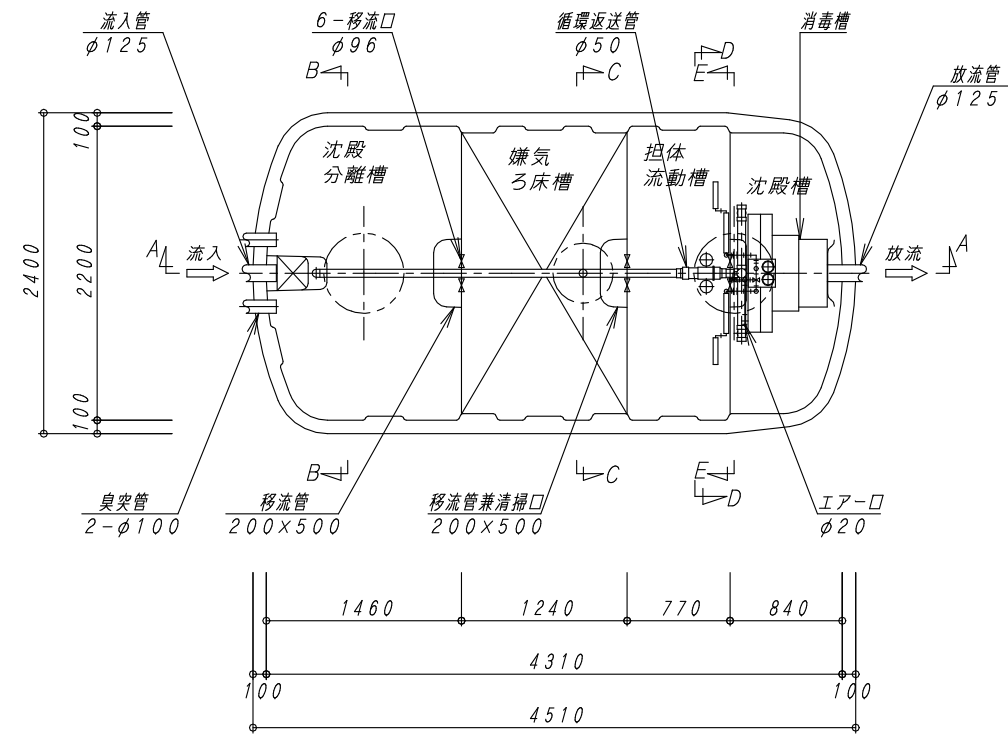 流入管
φ125
6-移流口
φ96
循環返送管
φ50
消毒槽
放流管
φ125
B
C
D
E
沈殿
分離槽
嫌気
ろ床槽
担体
流動槽
沈殿槽
A
流入
放流
A
100
2200
2400
100
B
C
E
D
臭突管
2-φ100
移流管
200×500
移流管兼清掃口
200×500
エアー口
φ20
1460
1240
770
840
4310
100
100
4510